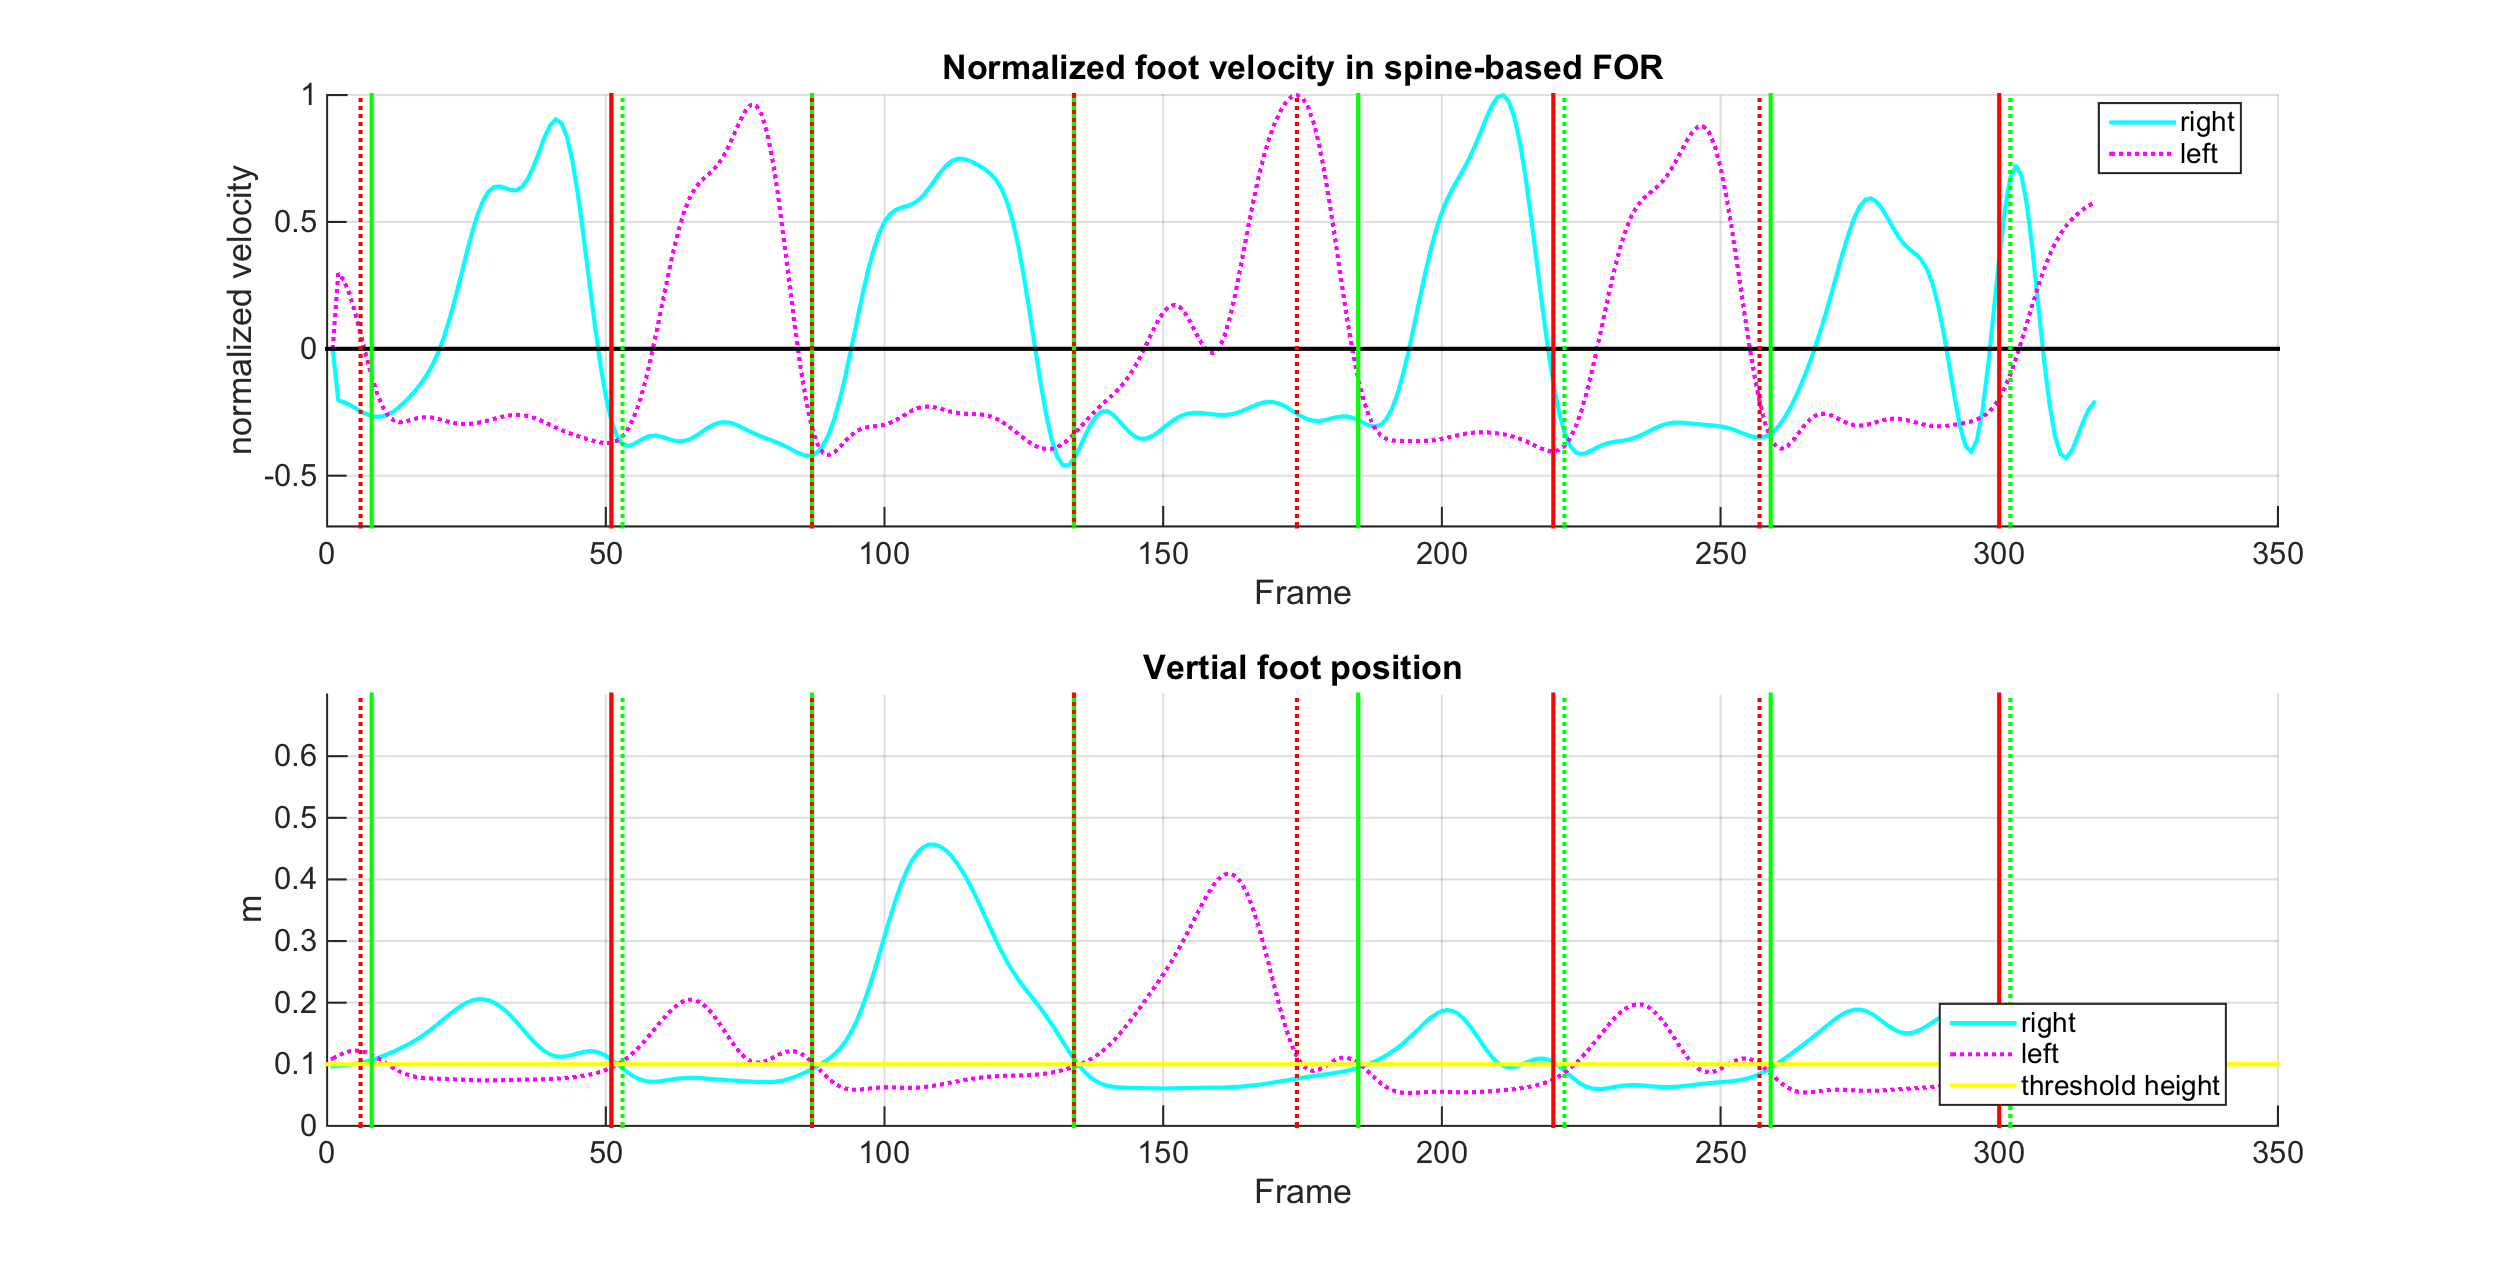 Normalized foot velocity in spine-based FOR
normalized velocity
1
0.5
0
-0.5
0 50 100 150 200 250 300 350
Frame
right
left
Vertial foot position
m
0.6
0.5
0.4
0.3
0.2
0.1
0
0 50 100 150 200 250 300 350
Frame
right
left
threshold height